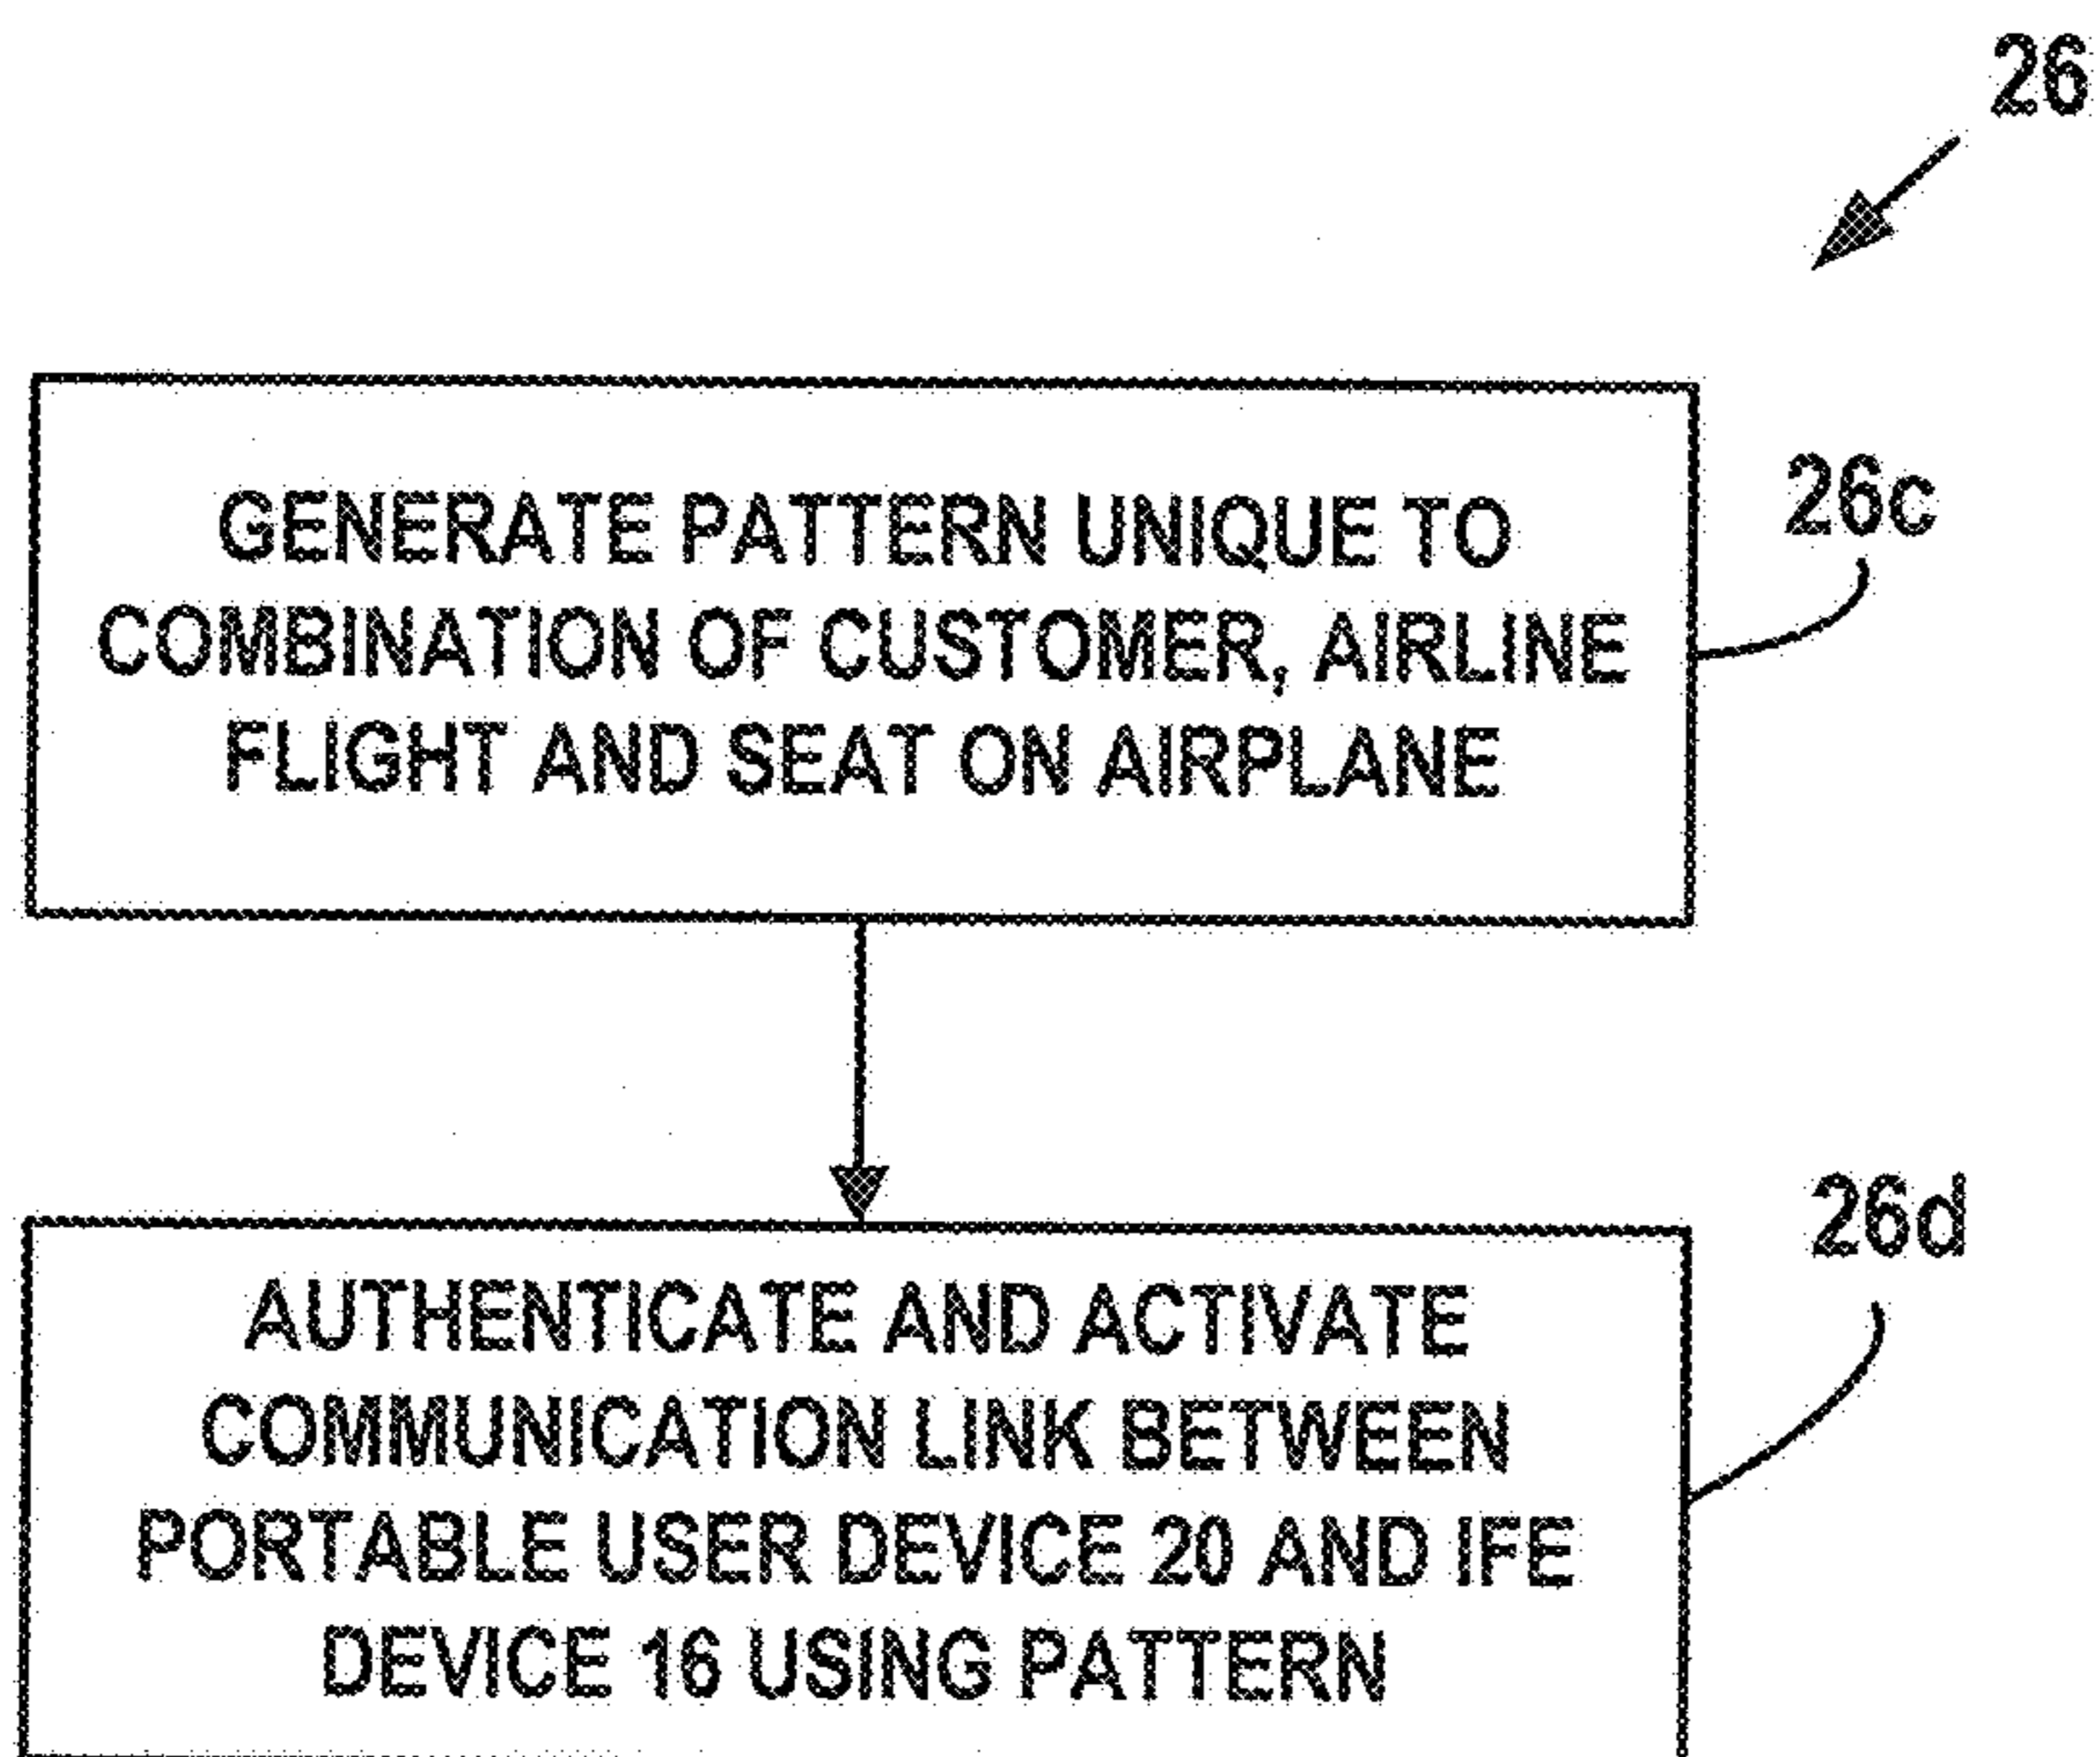 26
GENERATE PATTERN UNIQUE TO
COMBINATION OF CUSTOMER, AIRLINE
FLIGHT AND SEAT ON AIRPLANE
26c
AUTHENTICATE AND ACTIVATE
COMMUNICATION LINK BETWEEN
PORTABLE USER DEVICE 20 AND IFE
DEVICE 16 USING PATTERN
26d